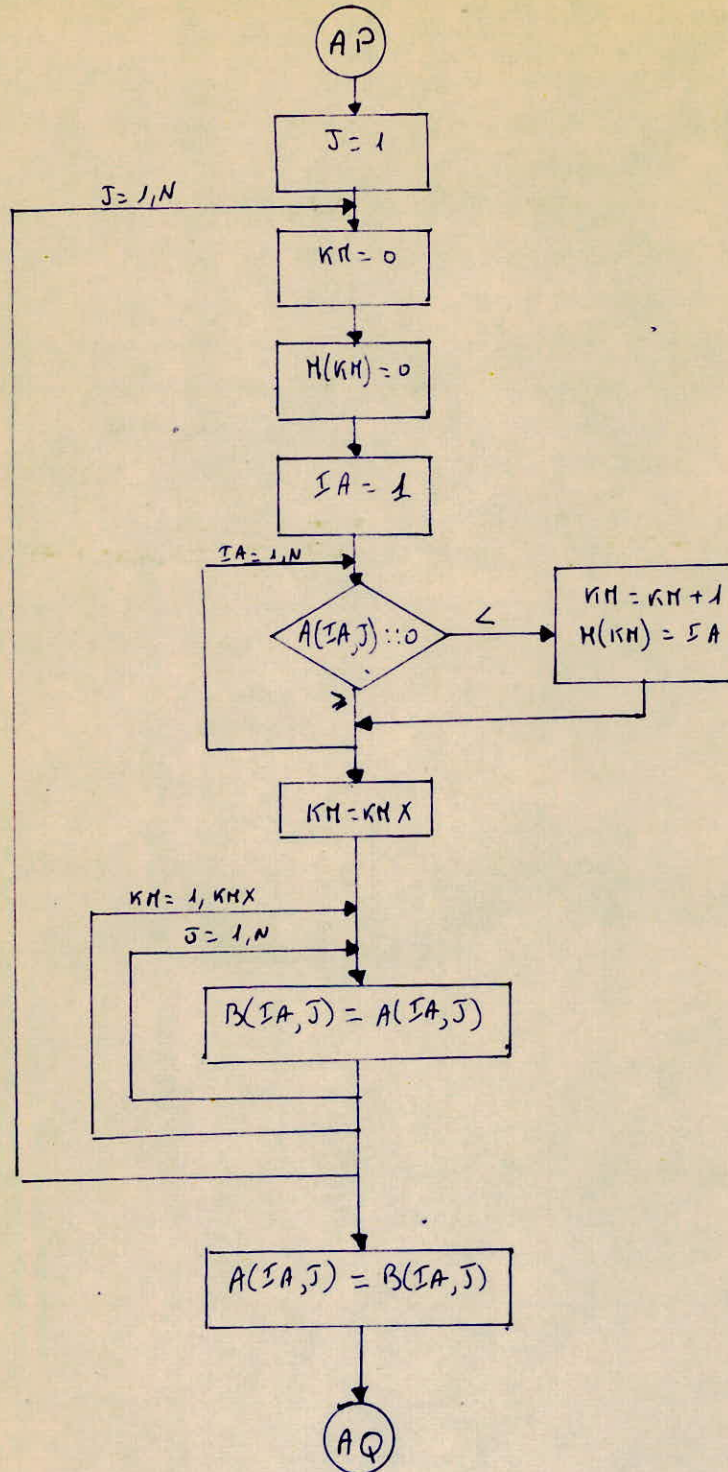 AP
J = 1
J = 1, N
KM = 0
M(KM) = 0
IA = 1
IA = 1, N
A(IA,J) :: 0
<
KM = KM + 1
M(KM) = IA
≥
KM = KMX
KM = 1, KMX
J = 1, N
B(IA,J) = A(IA,J)
A(IA,J) = B(IA,J)
AQ